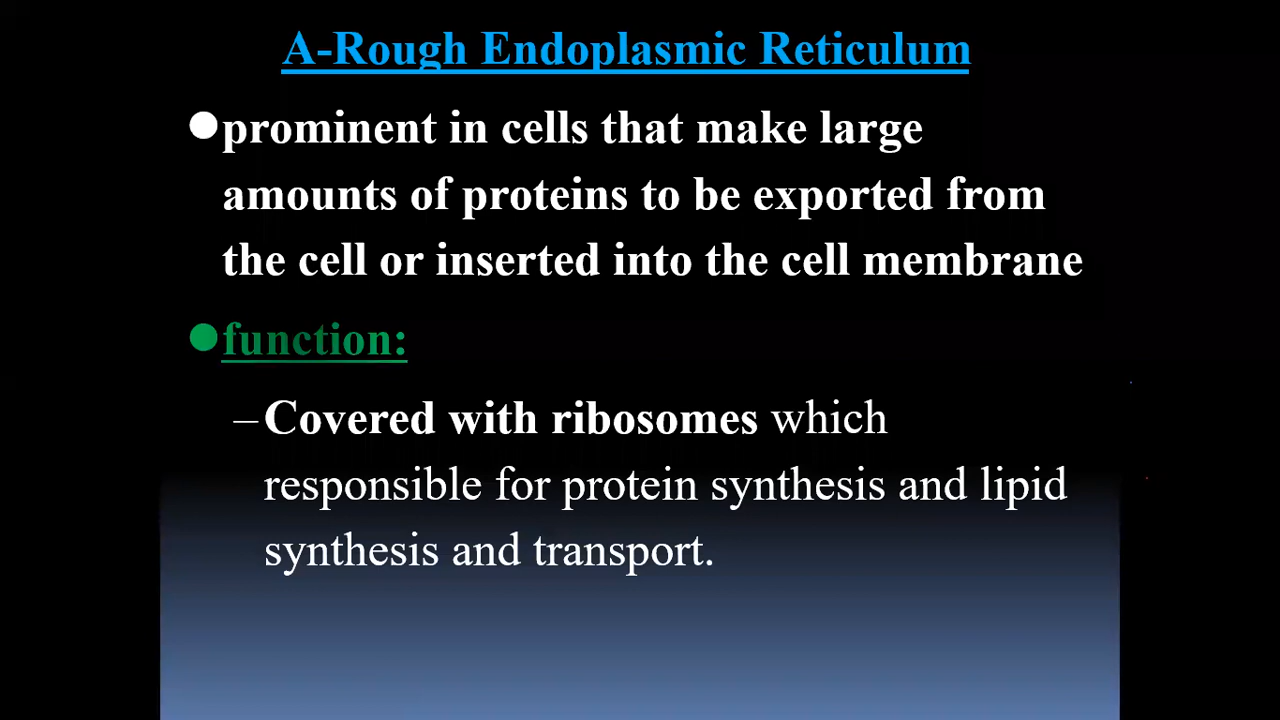 A-Rough Endoplasmic Reticulum
●prominent in cells that make large
amounts of proteins to be exported from
the cell or inserted into the cell membrane
●function:
–Covered with ribosomes which
responsible for protein synthesis and lipid
synthesis and transport.